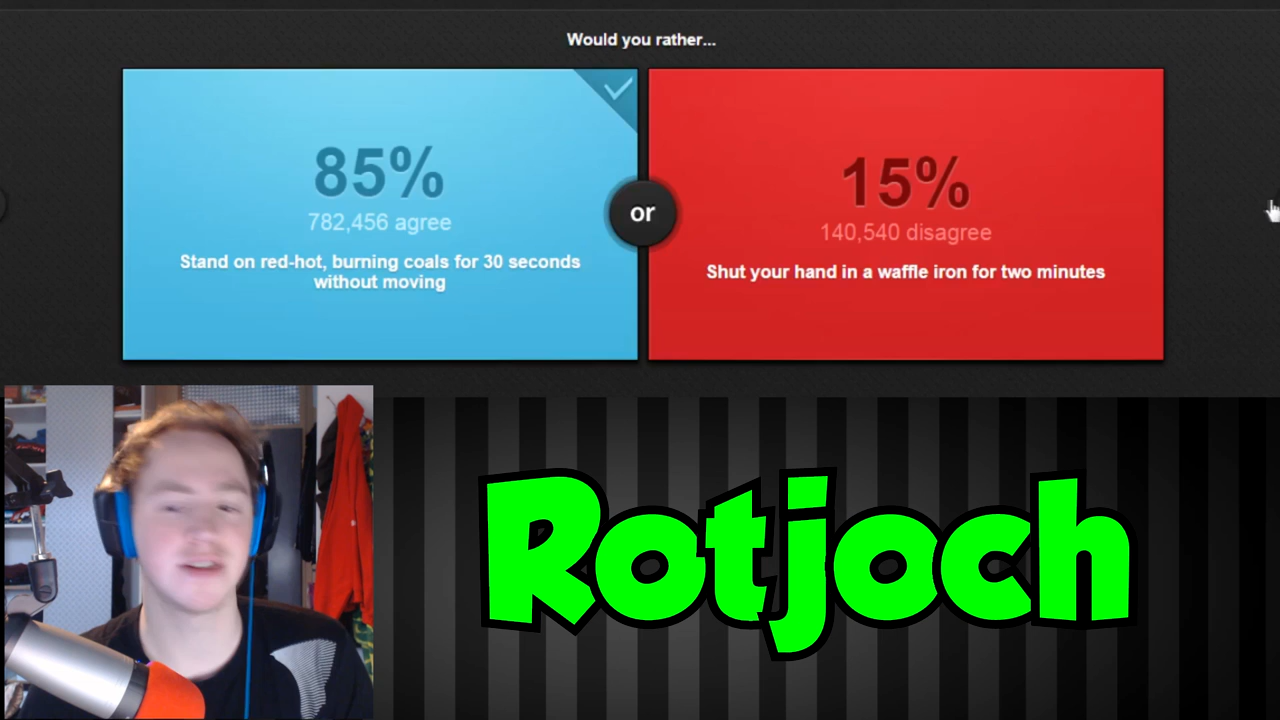 Would you rather...
85%
782,456 agree
Stand on red-hot, burning coals for 30 seconds
without moving
or
15%
140,540 disagree
Shut your hand in a waffle iron for two minutes
Rotjoch